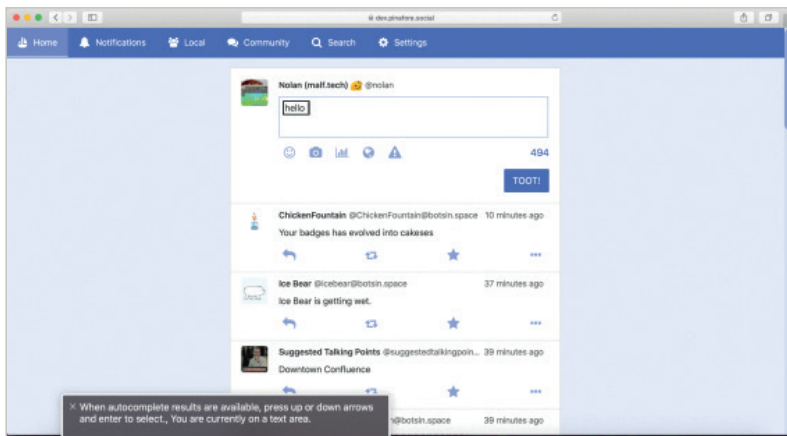 dev.pinafore.social
Home Notifications Local Community Search Settings
Nolan (malf.tech) @nolan
hello
494
TOOT!
ChickenFountain @ChickenFountain@botsin.space 10 minutes ago
Your badges has evolved into cakeses
Ice Bear @icebear@botsin.space 37 minutes ago
Ice Bear is getting wet.
Suggested Talking Points @suggestedtalkingpoin... 39 minutes ago
Downtown Confluence
@botsin.space 39 minutes ago
× When autocomplete results are available, press up or down arrows
and enter to select., You are currently on a text area.